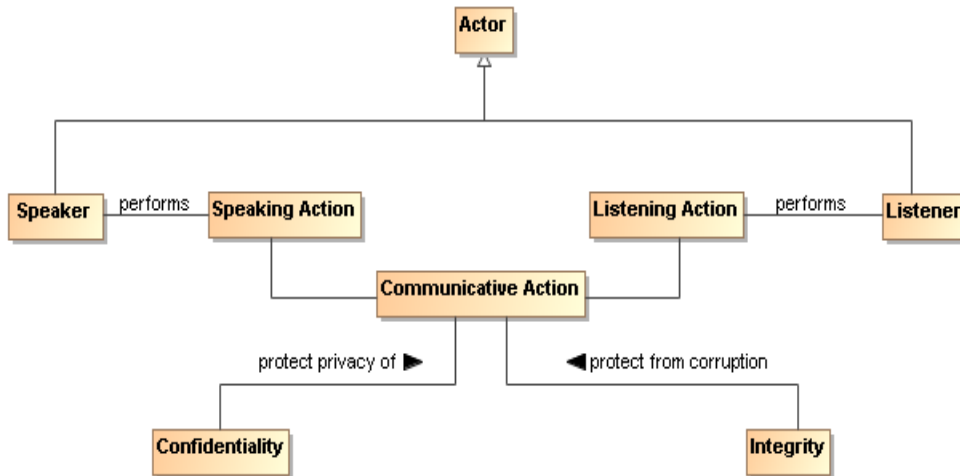 Actor
Speaker
performs
Speaking Action
Listening Action
performs
Listener
Communicative Action
protect privacy of
protect from corruption
Confidentiality
Integrity